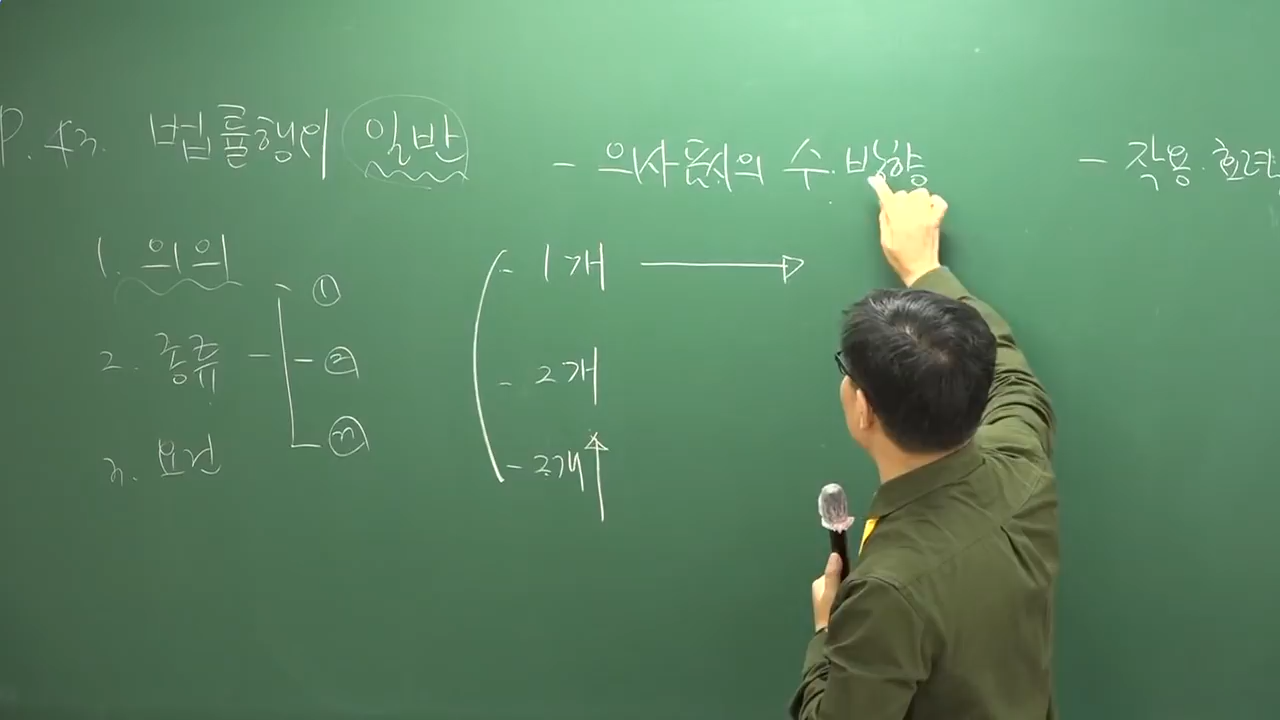 P. 43. 법률행위 일반
1. 의의
2. 종류 - ①
- ②
③
3. 요건
- 의사표시의 수. 방향
- 1개 →
- 2개
- 2개↑
- 작용. 효력